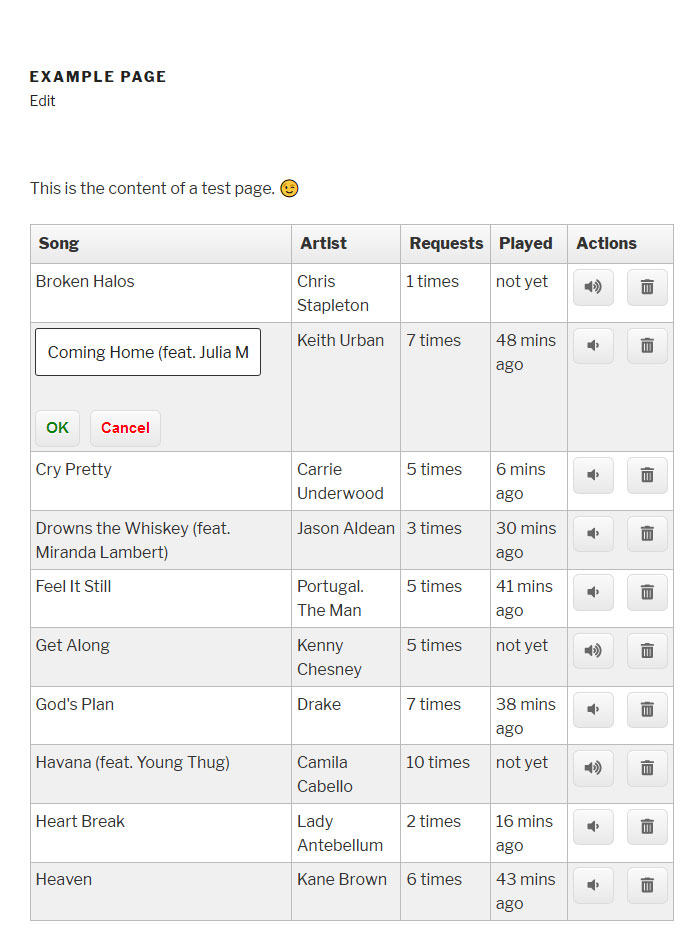 EXAMPLE PAGE
Edit
This is the content of a test page. 😉
Song Artist Requests Played Actions
Broken Halos Chris 1 times not yet
Stapleton
Coming Home (feat. Julia M Keith Urban 7 times 48 mins
ago
OK Cancel
Cry Pretty Carrie 5 times 6 mins
Underwood ago
Drowns the Whiskey (feat. Jason Aldean 3 times 30 mins
Miranda Lambert) ago
Feel It Still Portugal. 5 times 41 mins
The Man ago
Get Along Kenny 5 times not yet
Chesney
God's Plan Drake 7 times 38 mins
ago
Havana (feat. Young Thug) Camila 10 times not yet
Cabello
Heart Break Lady 2 times 16 mins
Antebellum ago
Heaven Kane Brown 6 times 43 mins
ago